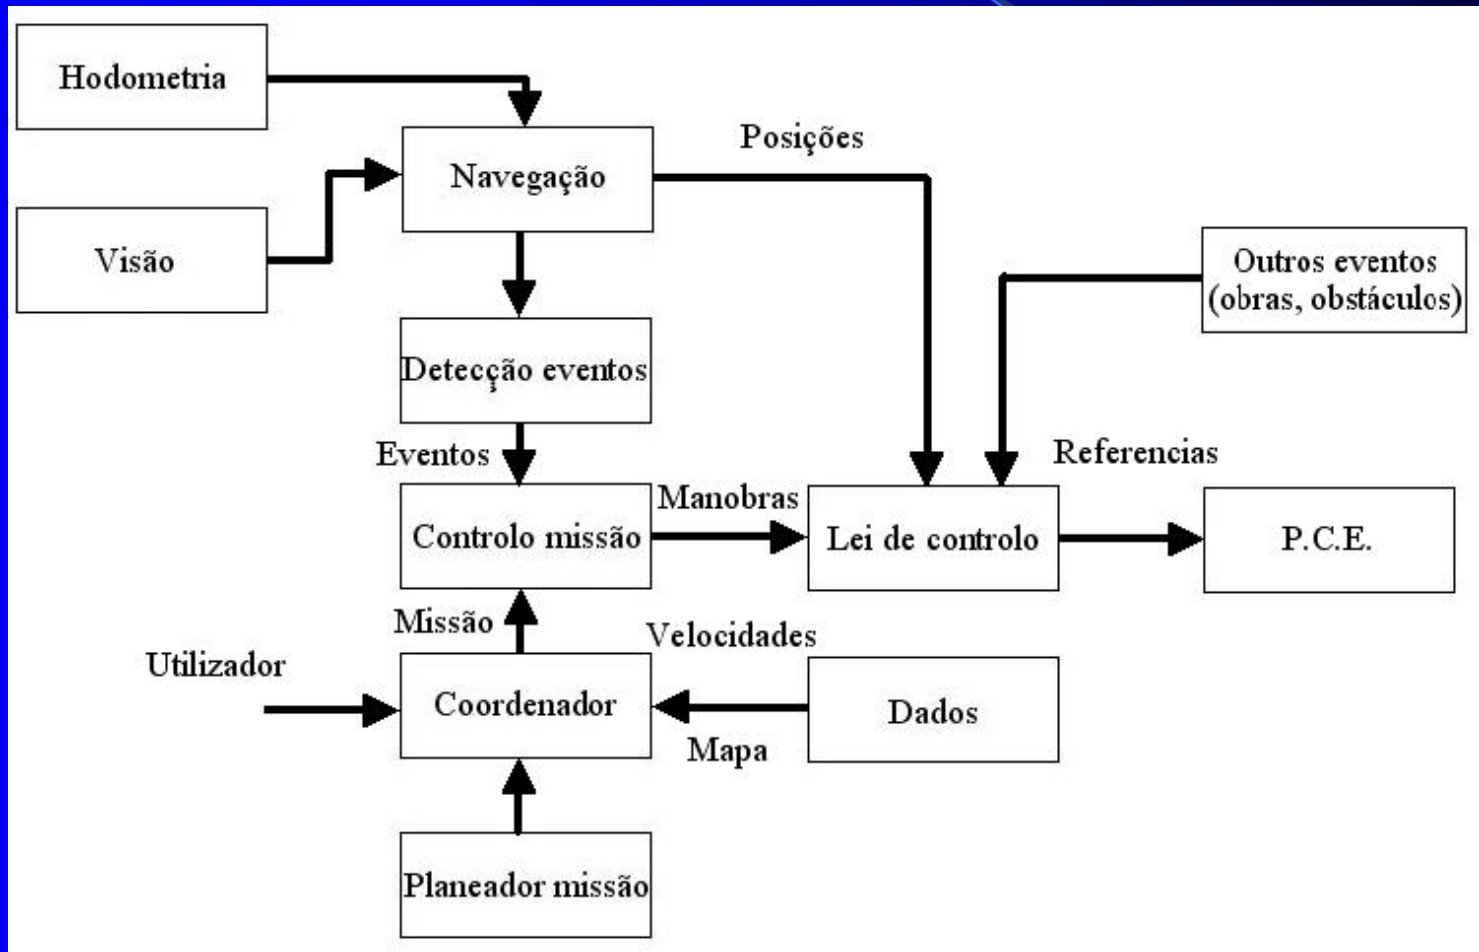 Hodometria
Posições
Navegação
Visão
Outros eventos
(obras, obstáculos)
Detecção eventos
Eventos
Referencias
Manobras
Controlo missão
Lei de controlo
P.C.E.
Missão
Velocidades
Utilizador
Coordenador
Dados
Mapa
Planeador missão